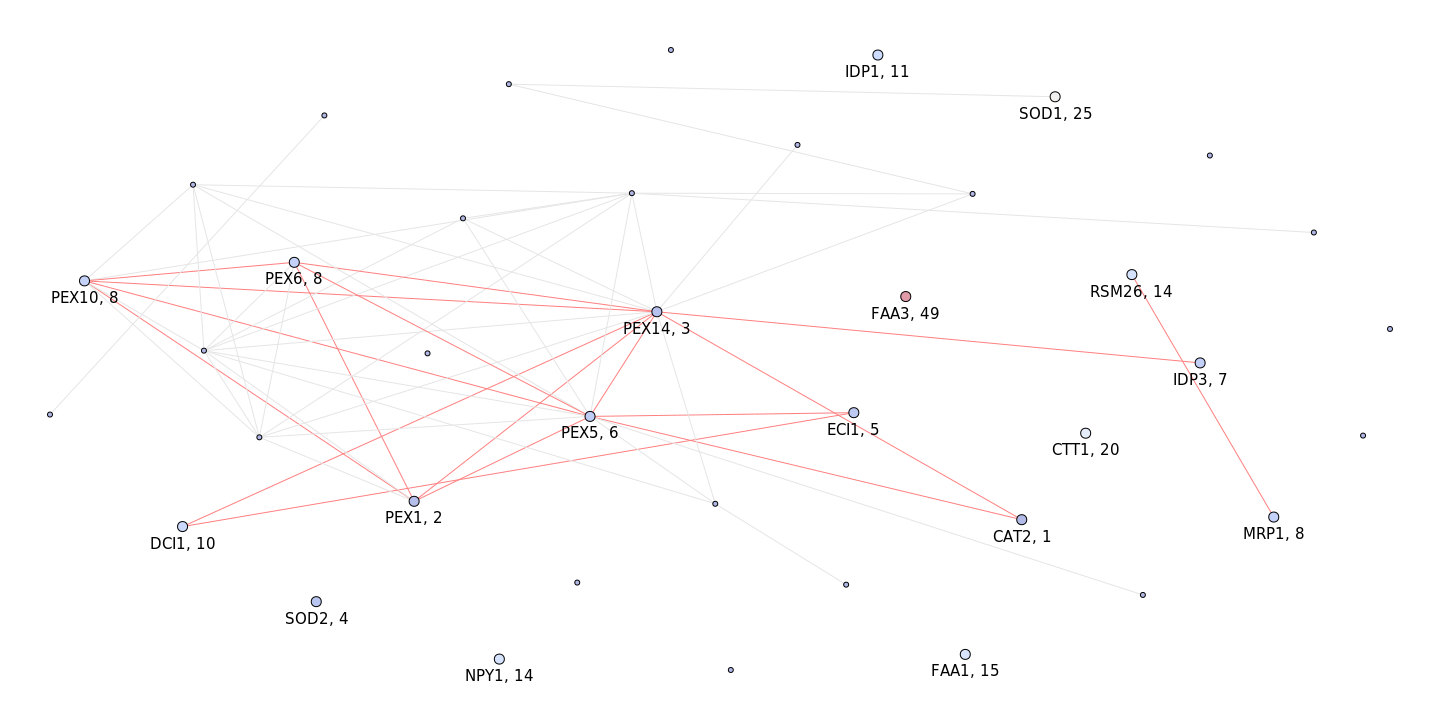 IDP1, 11
SOD1, 25
PEX6, 8
PEX10, 8
RSM26, 14
FAA3, 49
PEX14, 3
IDP3, 7
PEX5, 6
ECI1, 5
CTT1, 20
PEX1, 2
MRP1, 8
CAT2, 1
DCI1, 10
SOD2, 4
FAA1, 15
NPY1, 14